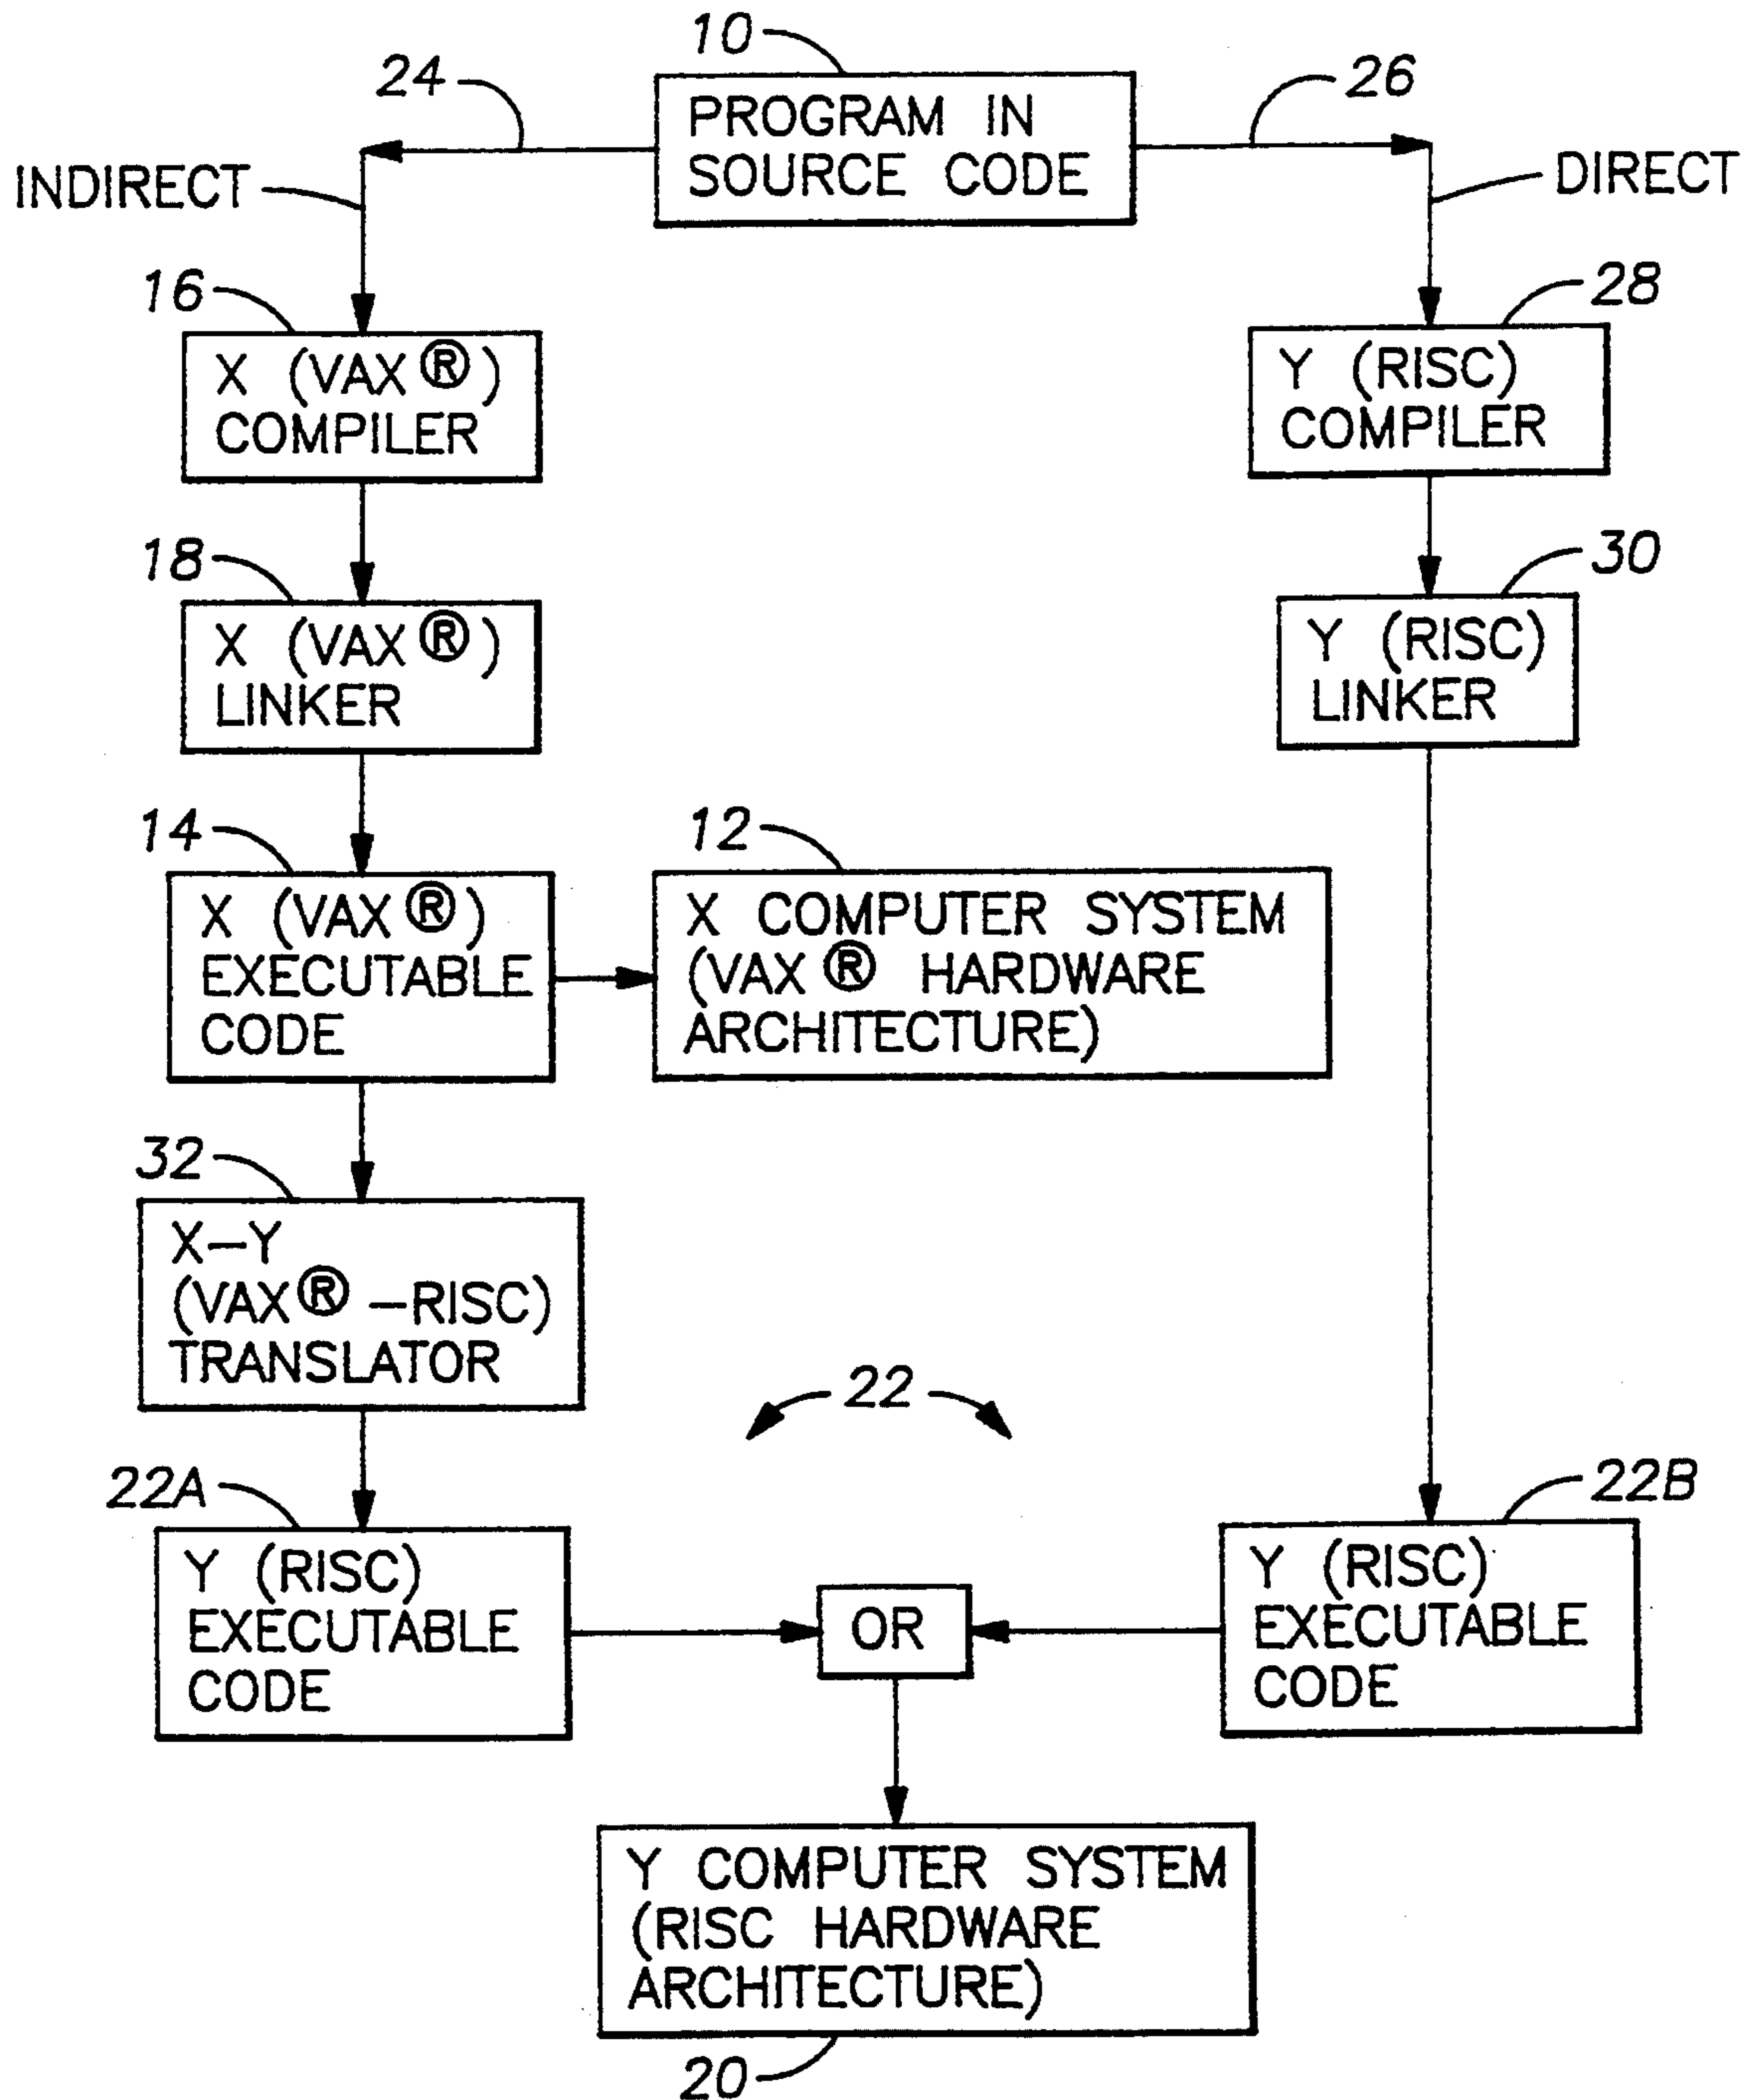 10
24
26
PROGRAM IN
SOURCE CODE
INDIRECT
DIRECT
16
X (VAX®)
COMPILER
28
Y (RISC)
COMPILER
18
X (VAX®)
LINKER
30
Y (RISC)
LINKER
14
X (VAX®)
EXECUTABLE
CODE
12
X COMPUTER SYSTEM
(VAX® HARDWARE
ARCHITECTURE)
32
X-Y
(VAX®-RISC)
TRANSLATOR
22
22A
Y (RISC)
EXECUTABLE
CODE
OR
22B
Y (RISC)
EXECUTABLE
CODE
Y COMPUTER SYSTEM
(RISC HARDWARE
ARCHITECTURE)
20